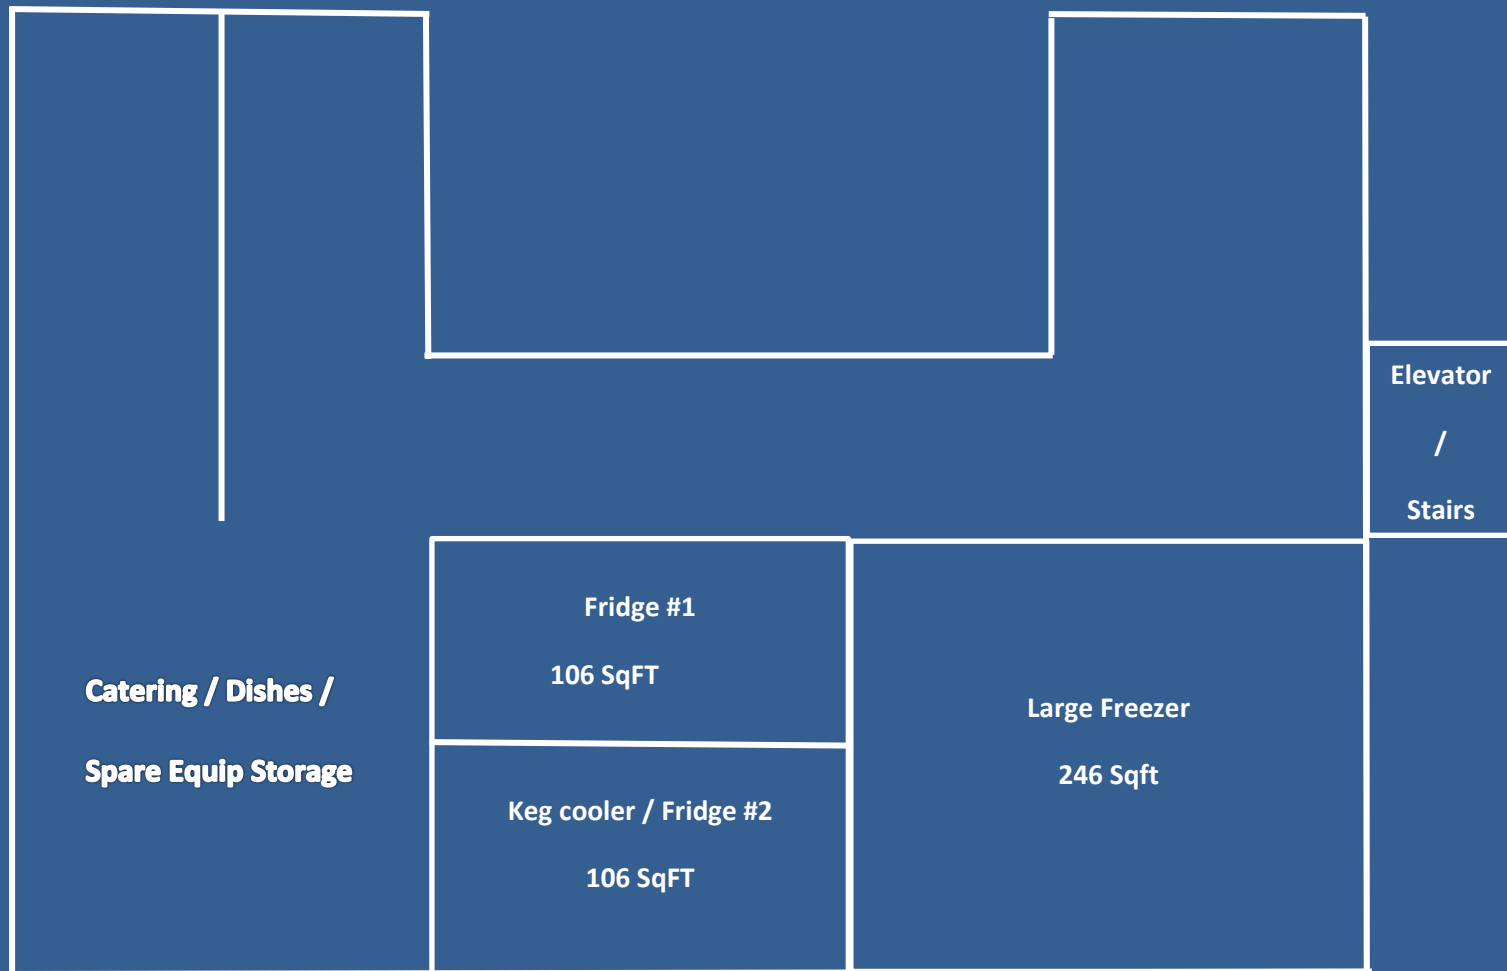 Elevator
/
Stairs
Fridge #1
106 SqFT
Catering / Dishes /
Spare Equip Storage
Large Freezer
246 Sqft
Keg cooler / Fridge #2
106 SqFT